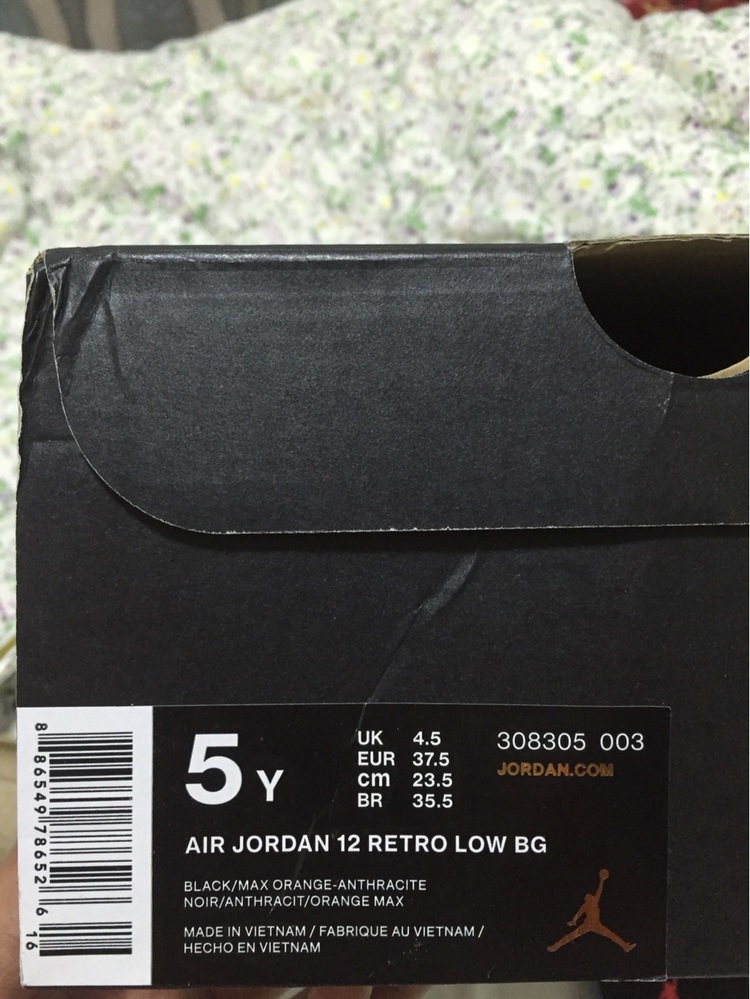 8 86549 78652 6 16
5 Y
UK 4.5
EUR 37.5
cm 23.5
BR 35.5
308305 003
JORDAN.COM
AIR JORDAN 12 RETRO LOW BG
BLACK/MAX ORANGE-ANTHRACITE
NOIR/ANTHRACIT/ORANGE MAX
MADE IN VIETNAM / FABRIQUE AU VIETNAM /
HECHO EN VIETNAM